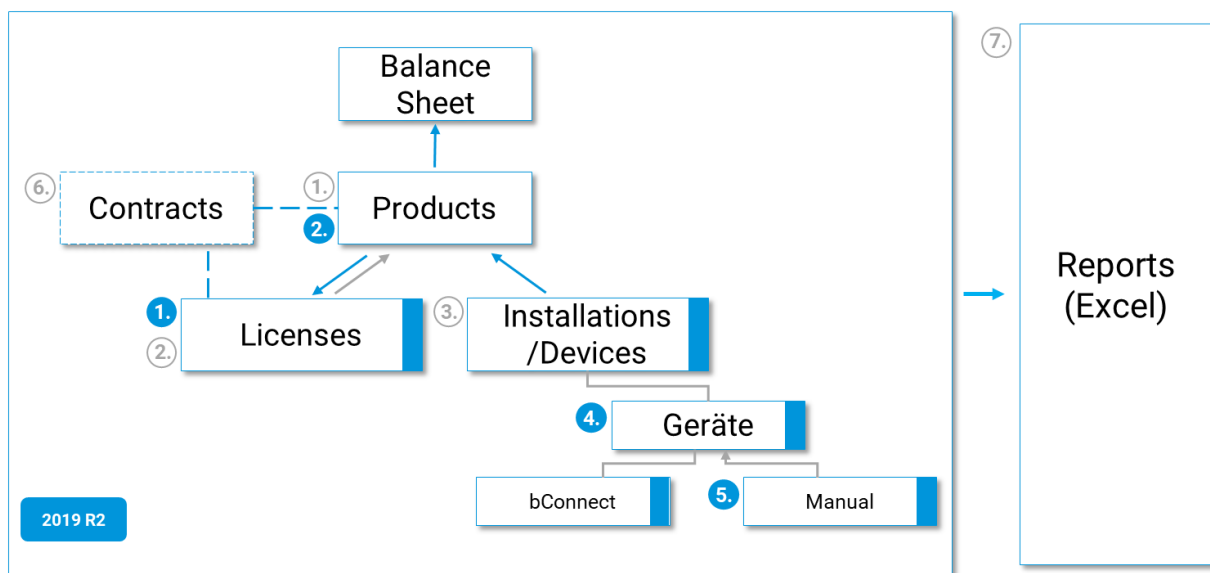 7.
Balance
Sheet
6.
Contracts
1.
2.
Products
1.
2.
Licenses
3.
Installations
/Devices
Reports
(Excel)
4.
Geräte
bConnect
5.
Manual
2019 R2